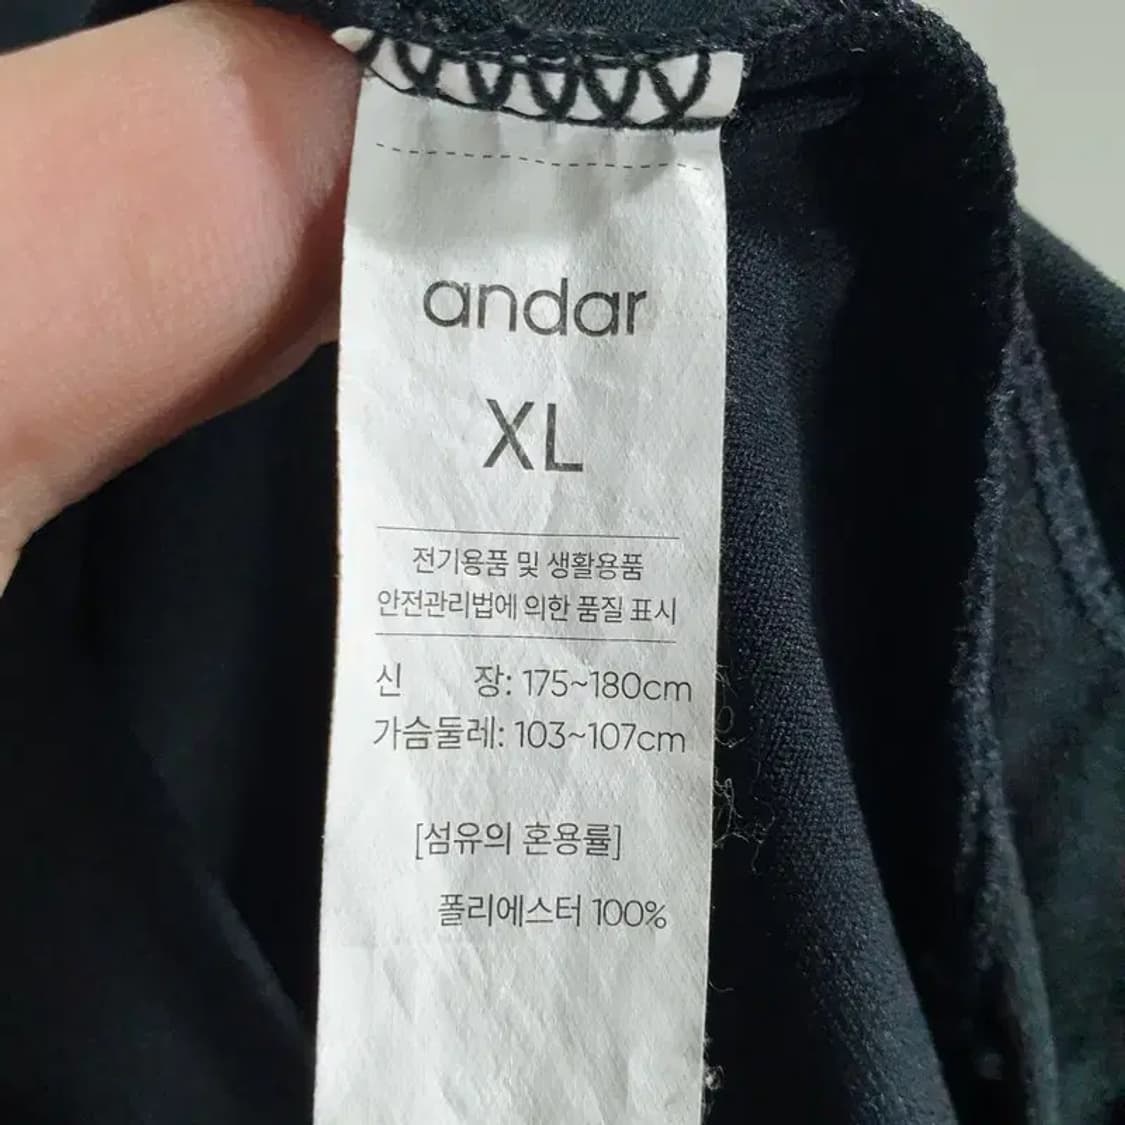 andar
XL
전기용품 및 생활용품
안전관리법에 의한 품질 표시
신 장: 175~180cm
가슴둘레: 103~107cm
[섬유의 혼용률]
폴리에스터 100%